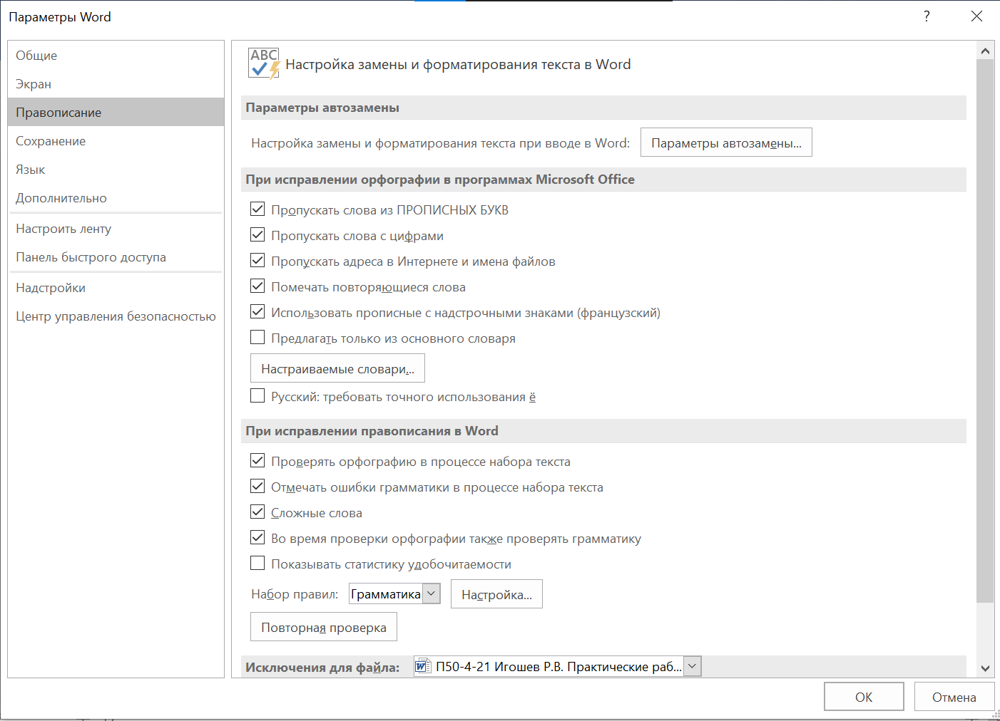 Параметры Word
?
Общие
Экран
Правописание
Сохранение
Язык
Дополнительно
Настроить ленту
Панель быстрого доступа
Надстройки
Центр управления безопасностью
ABC
Настройка замены и форматирования текста в Word
Параметры автозамены
Настройка замены и форматирования текста при вводе в Word: Параметры автозамены...
При исправлении орфографии в программах Microsoft Office
Пропускать слова из ПРОПИСНЫХ БУКВ
Пропускать слова с цифрами
Пропускать адреса в Интернете и имена файлов
Помечать повторяющиеся слова
Использовать прописные с надстрочными знаками (французский)
Предлагать только из основного словаря
Настраиваемые словари...
Русский: требовать точного использования ё
При исправлении правописания в Word
Проверять орфографию в процессе набора текста
Отмечать ошибки грамматики в процессе набора текста
Сложные слова
Во время проверки орфографии также проверять грамматику
Показывать статистику удобочитаемости
Набор правил: Грамматика Настройка...
Повторная проверка
Исключения для файла: П50-4-21 Игошев Р.В. Практические раб...
ОК Отмена